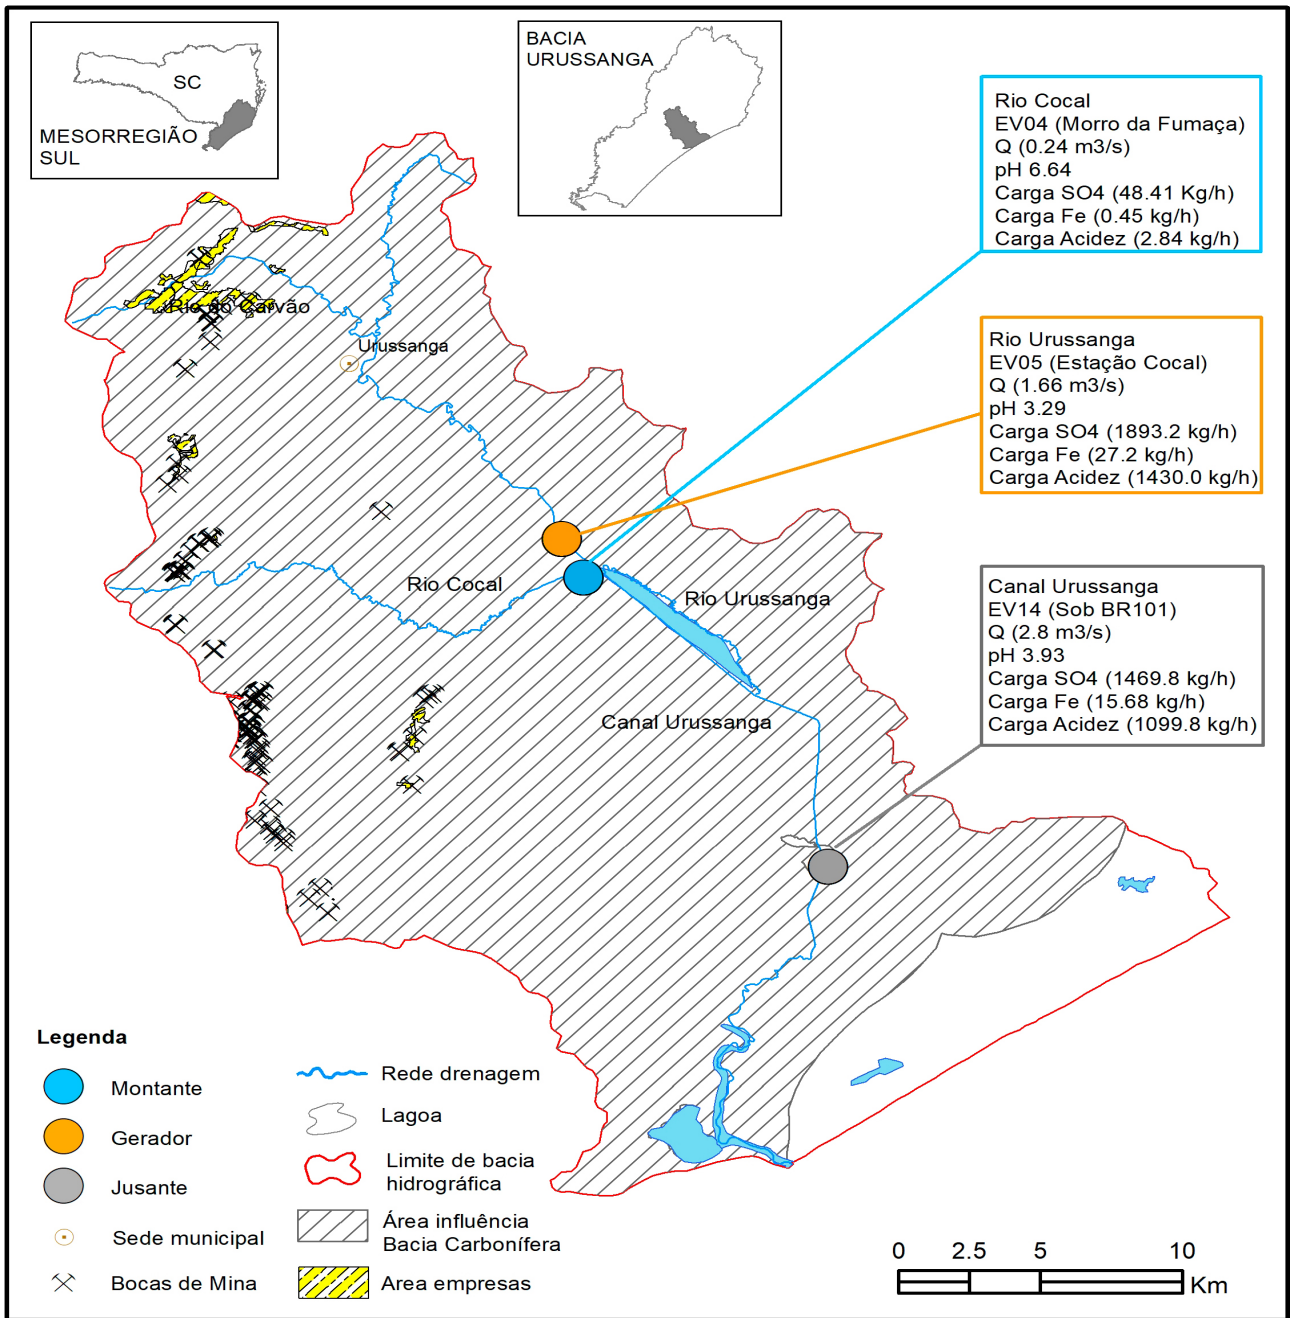 SC
MESORREGIÃO
SUL
BACIA
URUSSANGA
Rio Cocal
EV04 (Morro da Fumaça)
Q (0.24 m3/s)
pH 6.64
Carga SO4 (48.41 Kg/h)
Carga Fe (0.45 kg/h)
Carga Acidez (2.84 kg/h)
Rio do Carvão
Urussanga
Rio Urussanga
EV05 (Estação Cocal)
Q (1.66 m3/s)
pH 3.29
Carga SO4 (1893.2 kg/h)
Carga Fe (27.2 kg/h)
Carga Acidez (1430.0 kg/h)
Rio Cocal
Rio Urussanga
Canal Urussanga
Canal Urussanga
EV14 (Sob BR101)
Q (2.8 m3/s)
pH 3.93
Carga SO4 (1469.8 kg/h)
Carga Fe (15.68 kg/h)
Carga Acidez (1099.8 kg/h)
Legenda
Montante
Gerador
Jusante
Sede municipal
Bocas de Mina
Rede drenagem
Lagoa
Limite de bacia
hidrográfica
Área influência
Bacia Carbonífera
Area empresas
0 2.5 5 10
Km